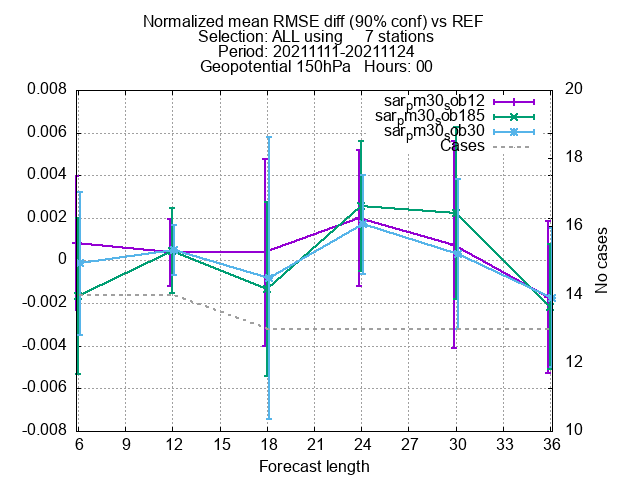 Normalized mean RMSE diff (90% conf) vs REF
Selection: ALL using 7 stations
Period: 20211111-20211124
Geopotential 150hPa Hours: 00
0.008
0.006
0.004
0.002
0
-0.002
-0.004
-0.006
-0.008
20
18
16
14
12
10
sarpm30sob12
sarpm30sob185
sarpm30sob30
Cases
No cases
6 9 12 15 18 21 24 27 30 33 36
Forecast length